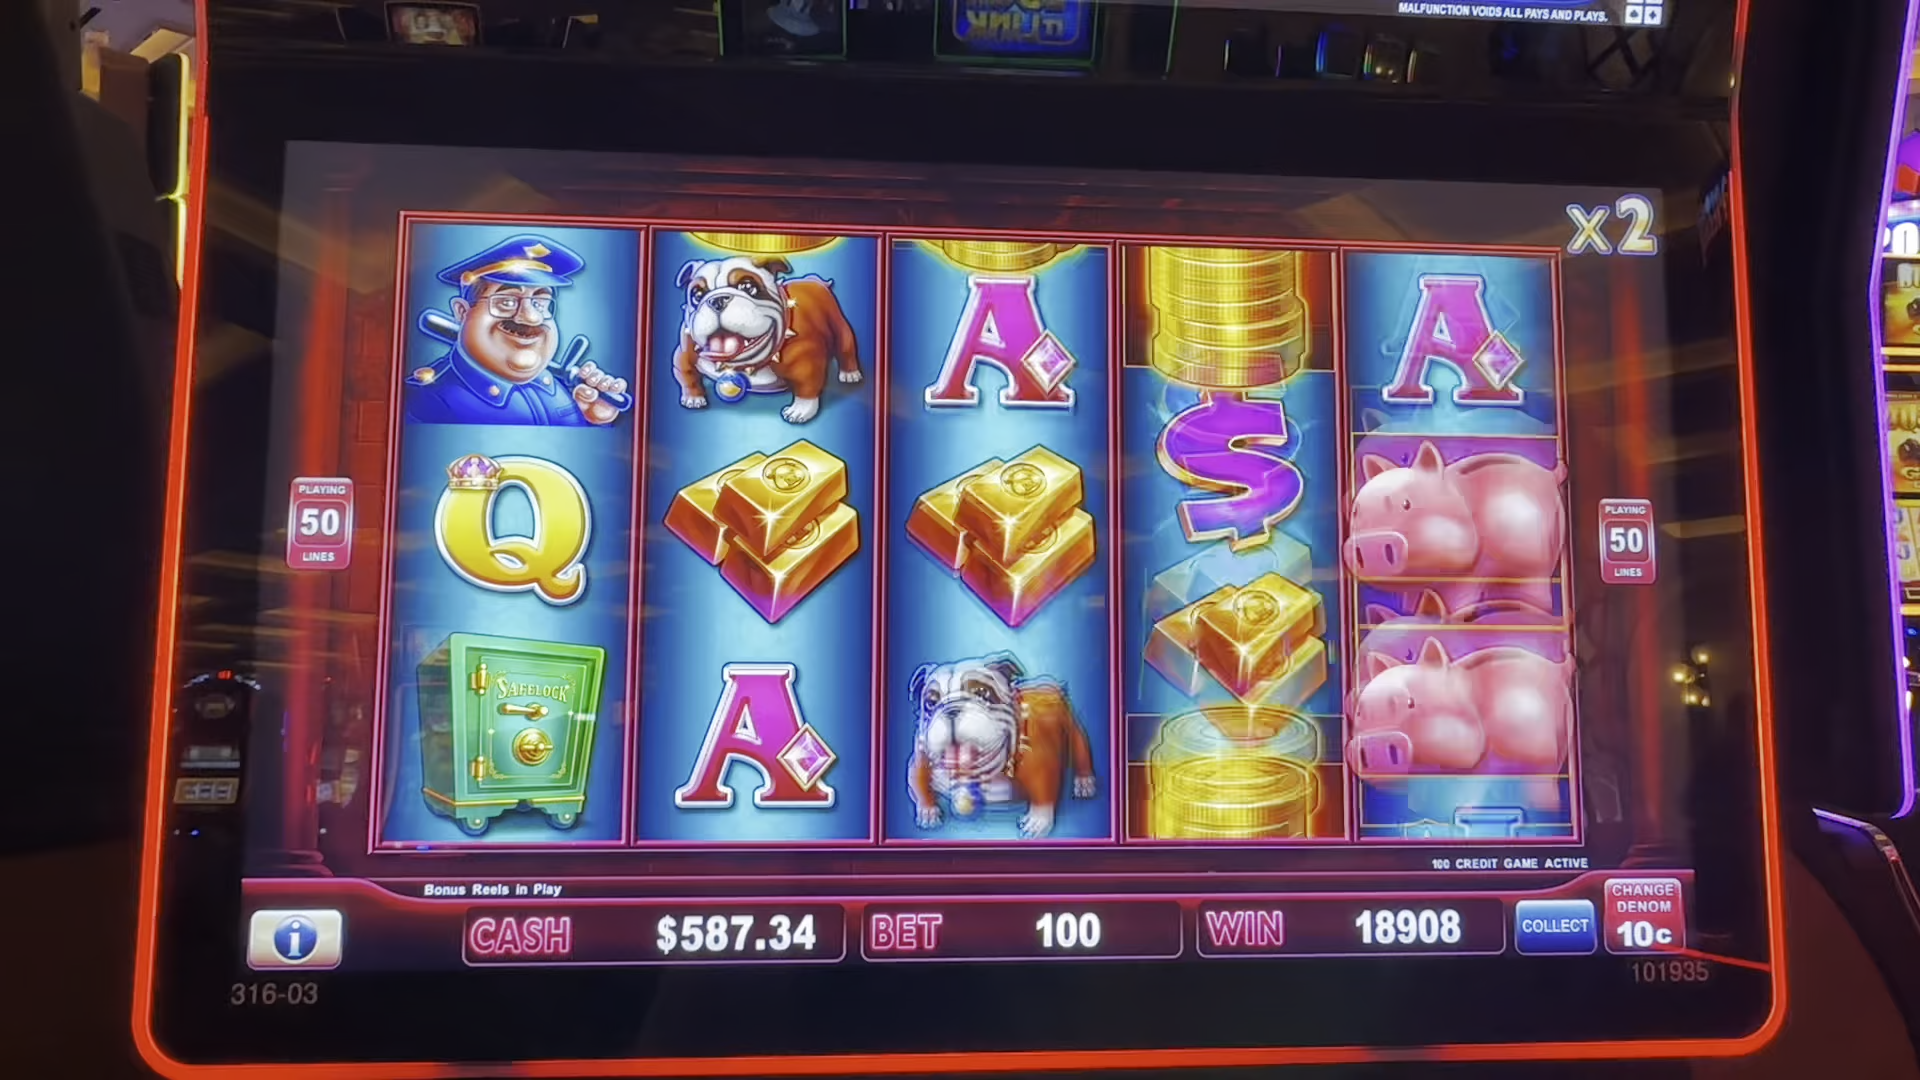 MALFUNCTION VOIDS ALL PAYS AND PLAYS.
X2
A
A
$
PLAYING
50
LINES
Q
PLAYING
50
LINES
SAFELOCK
A
100 CREDIT GAME ACTIVE
Bonus Reels in Play
CASH $587.34 BET 100 WIN 18908 COLLECT
CHANGE
DENOM
10c
316-03
101935